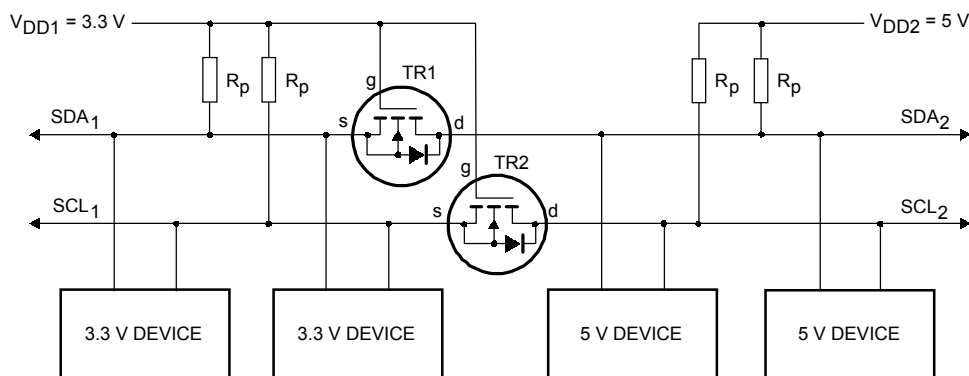 VDD1 = 3.3 V
VDD2 = 5 V
Rp
Rp
g
TR1
Rp
Rp
SDA1
s
d
SDA2
g
TR2
SCL1
s
d
SCL2
3.3 V DEVICE
3.3 V DEVICE
5 V DEVICE
5 V DEVICE